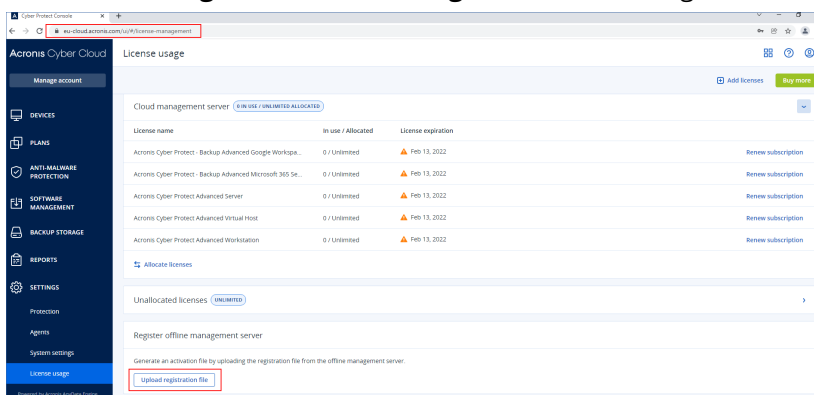 Cyber Protect Console
eu-cloud.acronis.com/ui/#/license-management
Acronis Cyber Cloud
License usage
Manage account
Add licenses
Buy more
DEVICES
PLANS
ANTI-MALWARE
PROTECTION
SOFTWARE
MANAGEMENT
BACKUP STORAGE
REPORTS
SETTINGS
Protection
Agents
System settings
License usage
Cloud management server 0 IN USE / UNLIMITED ALLOCATED
License name In use / Allocated License expiration
Acronis Cyber Protect - Backup Advanced Google Workspa... 0 / Unlimited Feb 13, 2022 Renew subscription
Acronis Cyber Protect - Backup Advanced Microsoft 365 Se... 0 / Unlimited Feb 13, 2022 Renew subscription
Acronis Cyber Protect Advanced Server 0 / Unlimited Feb 13, 2022 Renew subscription
Acronis Cyber Protect Advanced Virtual Host 0 / Unlimited Feb 13, 2022 Renew subscription
Acronis Cyber Protect Advanced Workstation 0 / Unlimited Feb 13, 2022 Renew subscription
Allocate licenses
Unallocated licenses UNLIMITED
Register offline management server
Generate an activation file by uploading the registration file from the offline management server.
Upload registration file